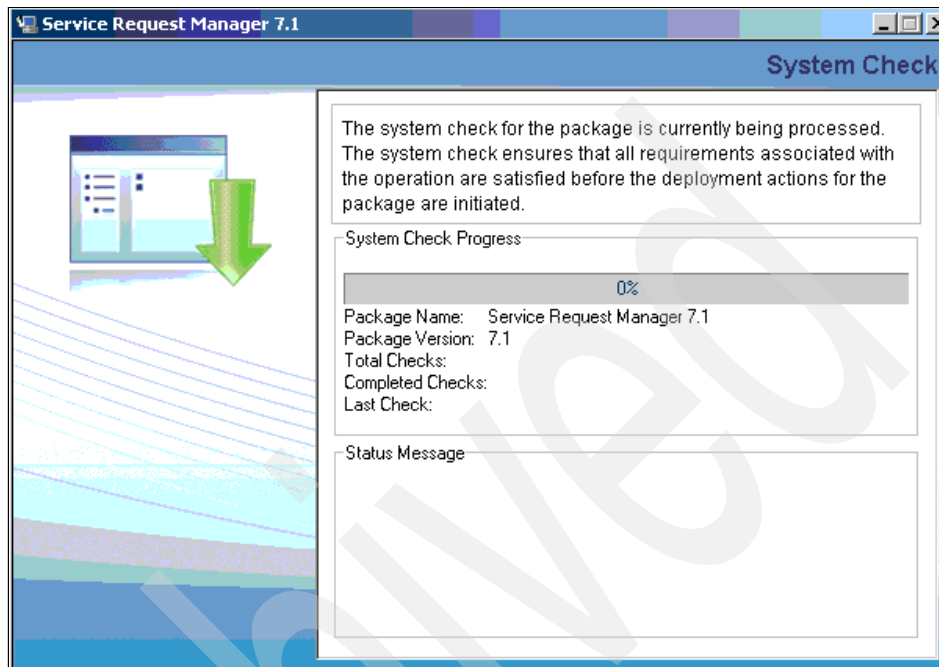 Service Request Manager 7.1
System Check
The system check for the package is currently being processed.
The system check ensures that all requirements associated with
the operation are satisfied before the deployment actions for the
package are initiated.
System Check Progress
0%
Package Name: Service Request Manager 7.1
Package Version: 7.1
Total Checks:
Completed Checks:
Last Check:
Status Message